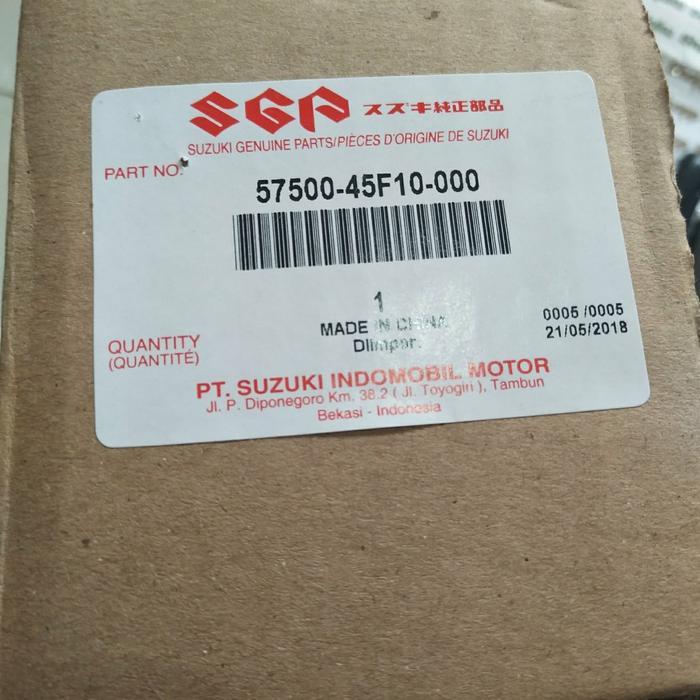 SGP スズキ純正部品
SUZUKI GENUINE PARTS/PIÈCES D'ORIGINE DE SUZUKI
PART NO.
57500-45F10-000
1
MADE IN CHINA
0005 /0005
QUANTITY
DIimpor
21/05/2018
(QUANTITÉ)
PT. SUZUKI INDOMOBIL MOTOR
Jl. P. Diponegoro Km. 38.2 ( Jl. Toyogiri ), Tambun
Bekasi - Indonesia